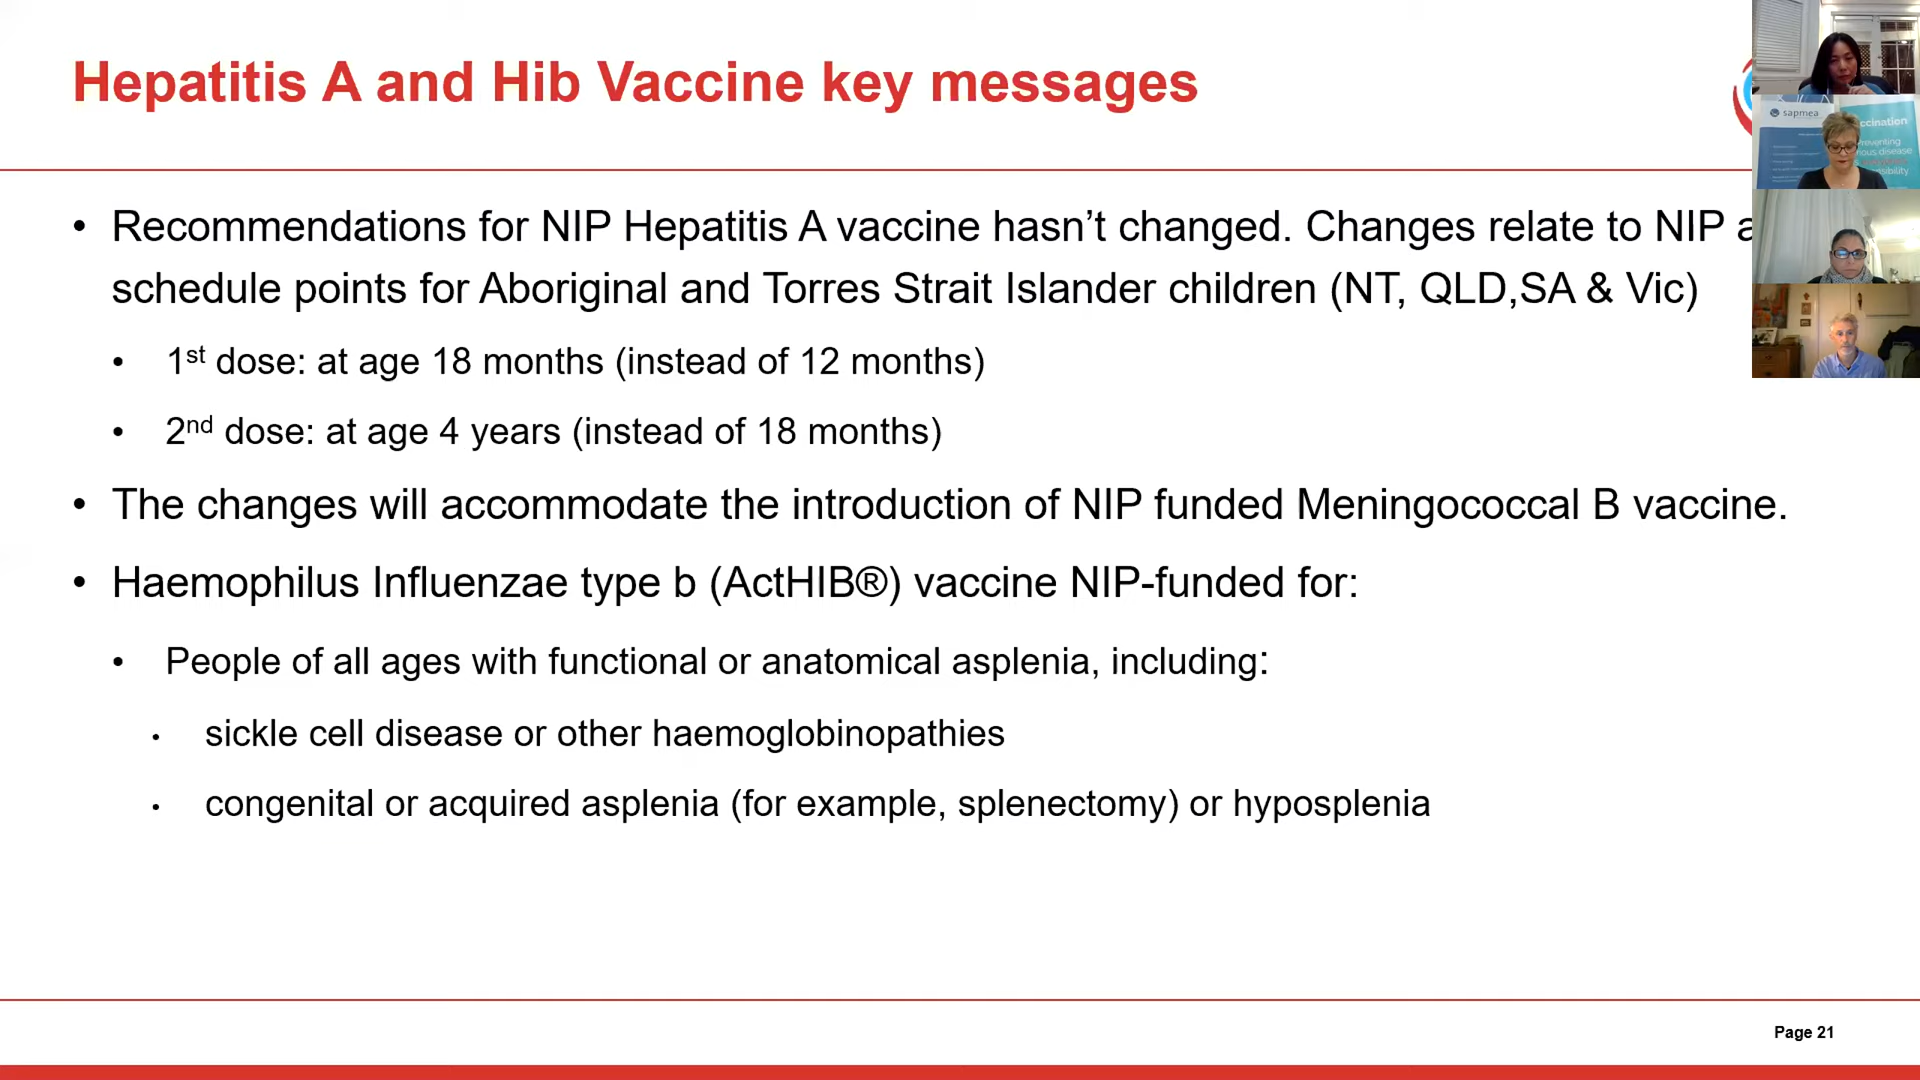 Hepatitis A and Hib Vaccine key messages
sapmea
ccination
reventing
ious disease
sibility
• Recommendations for NIP Hepatitis A vaccine hasn’t changed. Changes relate to NIP a
schedule points for Aboriginal and Torres Strait Islander children (NT, QLD,SA & Vic)
• 1st dose: at age 18 months (instead of 12 months)
• 2nd dose: at age 4 years (instead of 18 months)
• The changes will accommodate the introduction of NIP funded Meningococcal B vaccine.
• Haemophilus Influenzae type b (ActHIB®) vaccine NIP-funded for:
• People of all ages with functional or anatomical asplenia, including:
• sickle cell disease or other haemoglobinopathies
• congenital or acquired asplenia (for example, splenectomy) or hyposplenia
Page 21